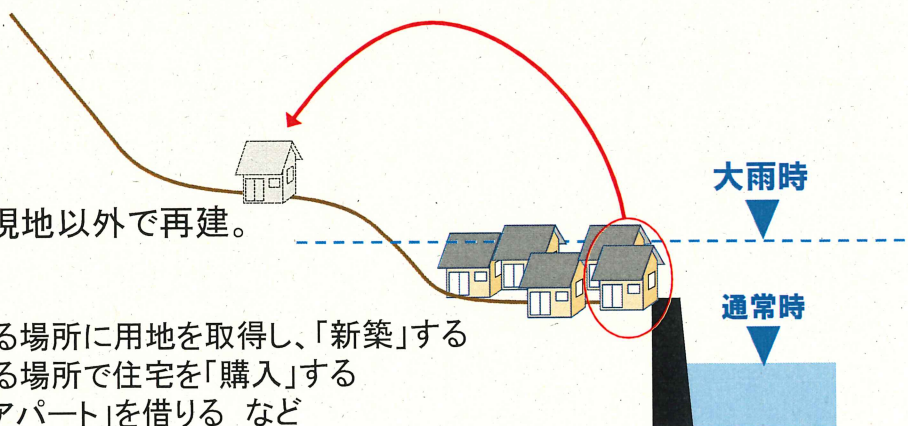 大雨時
現地以外で再建。
通常時
る場所に用地を取得し、「新築」する
る場所で住宅を「購入」する
アパート」を借りる など